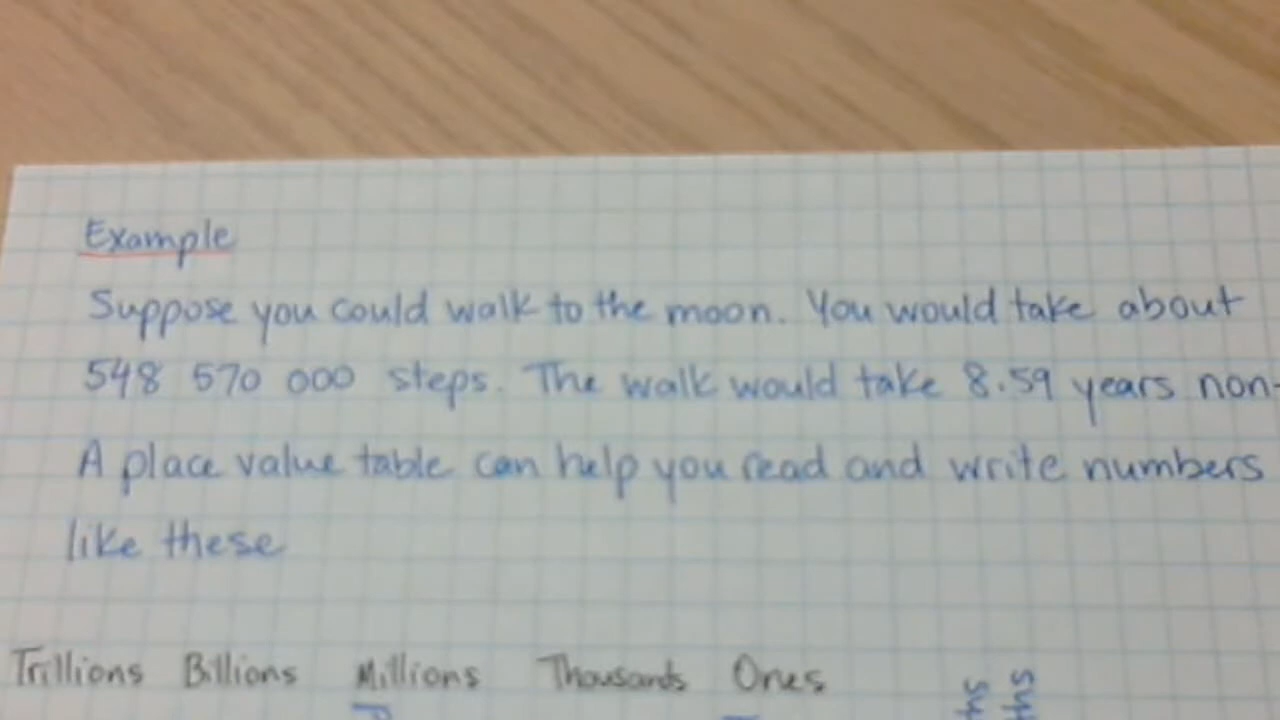 Example
Suppose you could walk to the moon. You would take about
548 570 000 steps. The walk would take 8.59 years non-
A place value table can help you read and write numbers
like these
Trillions Billions Millions Thousands Ones